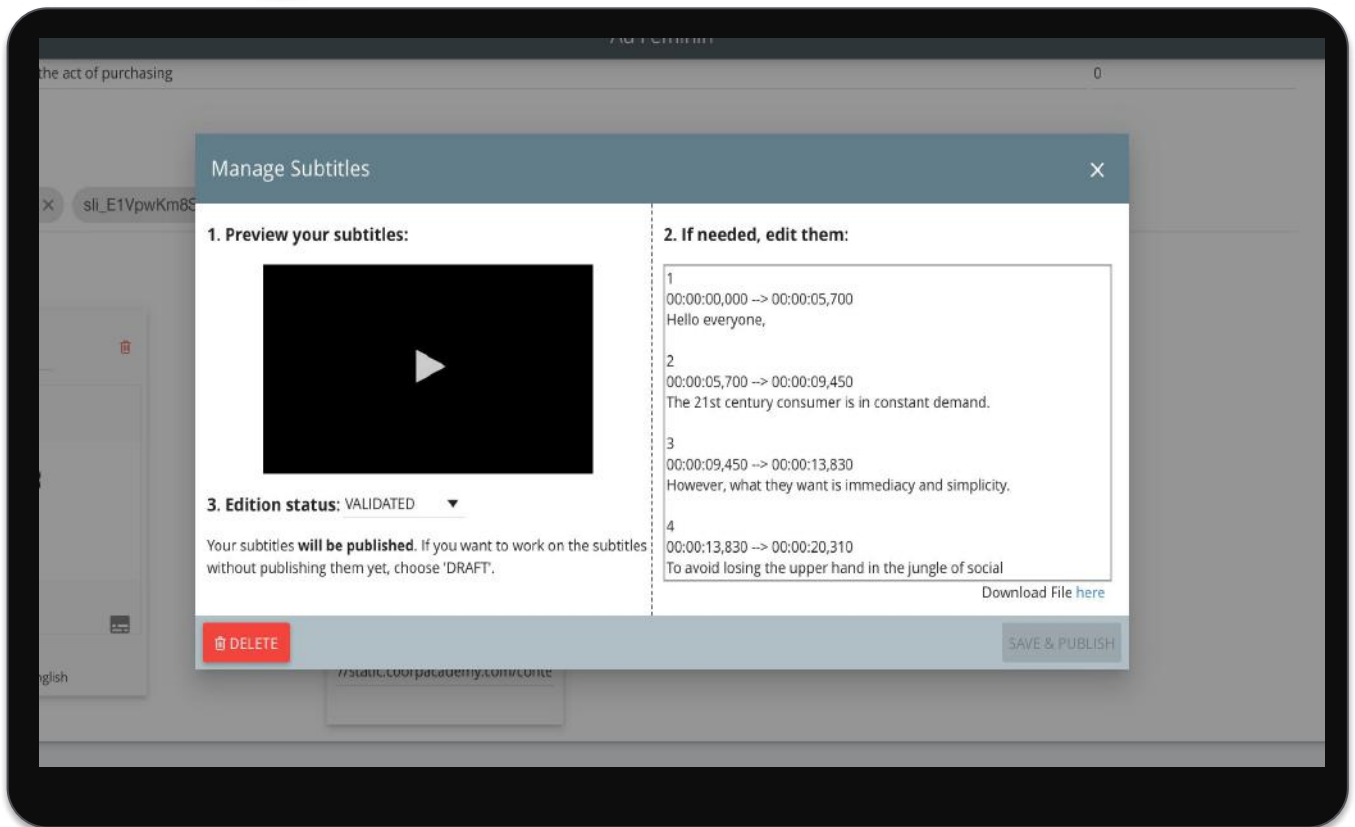 Ad Feminin
the act of purchasing 0
Manage Subtitles
sli_E1VpwKm8S
1. Preview your subtitles:
2. If needed, edit them:
1
00:00:00,000 --> 00:00:05,700
Hello everyone,
2
00:00:05,700 --> 00:00:09,450
The 21st century consumer is in constant demand.
3
00:00:09,450 --> 00:00:13,830
However, what they want is immediacy and simplicity.
4
00:00:13,830 --> 00:00:20,310
To avoid losing the upper hand in the jungle of social
Download File here
3. Edition status: VALIDATED
Your subtitles will be published. If you want to work on the subtitles
without publishing them yet, choose 'DRAFT'.
DELETE
SAVE & PUBLISH
nglish
//static.coorpacademy.com/conte